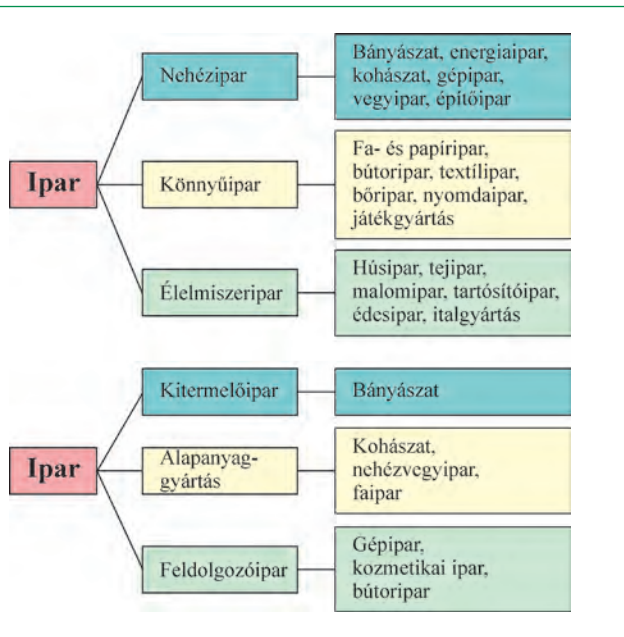 Ipar
Nehézipar
Bányászat, energiaipar,
kohászat, gépipar,
vegyipar, építőipar
Könnyűipar
Fa- és papíripar,
bútoripar, textílipar,
bőripar, nyomdaipar,
játékgyártás
Élelmiszeripar
Húsipar, tejipar,
malomipar, tartósítóipar,
édesipar, italgyártás
Ipar
Kitermelőipar
Bányászat
Alapanyag-
gyártás
Kohászat,
nehézvegyipar,
faipar
Feldolgozóipar
Gépipar,
kozmetikai ipar,
bútoripar